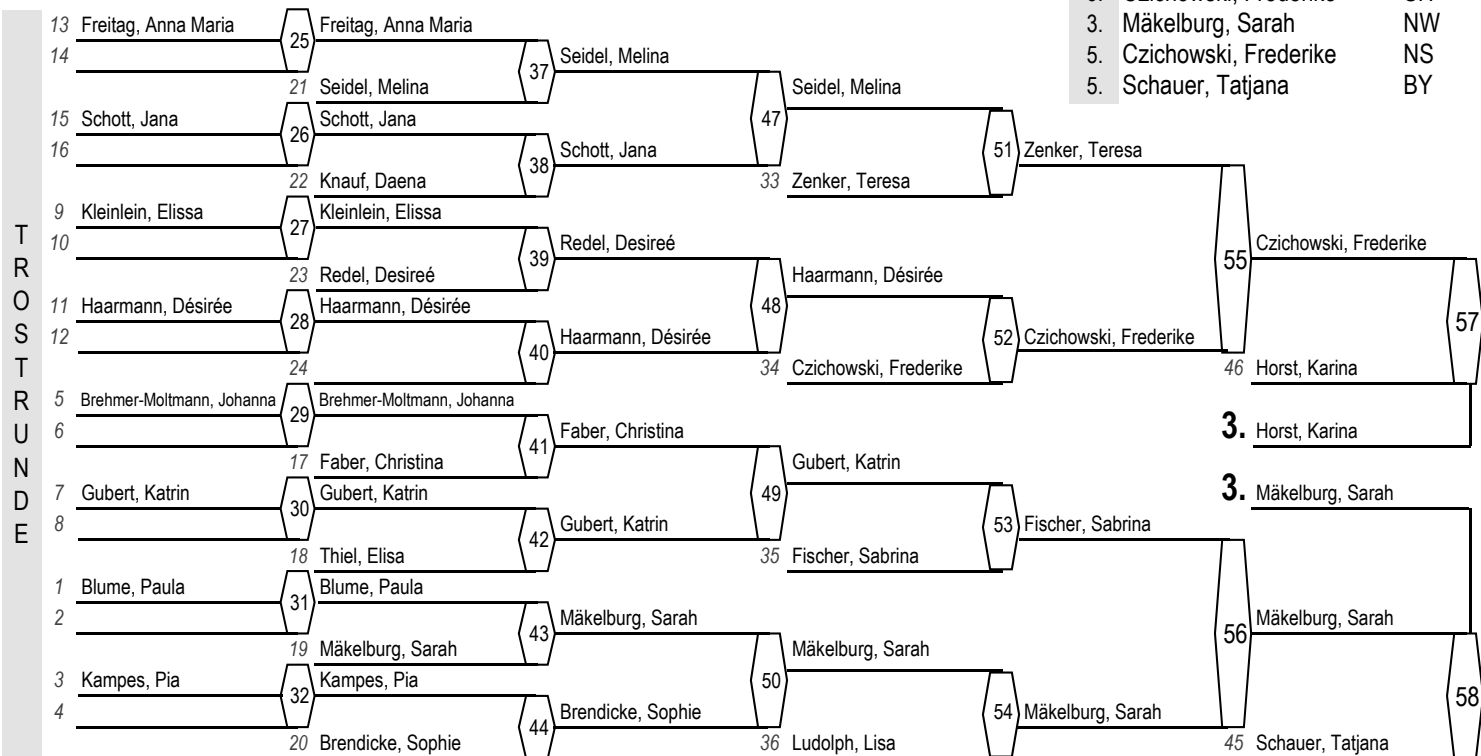 3. Mäkelburg, Sarah NW
5. Czichowski, Frederike NS
5. Schauer, Tatjana BY
TROSTRUNDE
13 Freitag, Anna Maria 25 Freitag, Anna Maria
14 37 Seidel, Melina
21 Seidel, Melina 47 Seidel, Melina
15 Schott, Jana 26 Schott, Jana
16 38 Schott, Jana 51 Zenker, Teresa
22 Knauf, Daena 33 Zenker, Teresa
9 Kleinlein, Elissa 27 Kleinlein, Elissa
10 39 Redel, Desireé 55 Czichowski, Frederike
23 Redel, Desireé 48 Haarmann, Désirée
11 Haarmann, Désirée 28 Haarmann, Désirée 57
12 40 Haarmann, Désirée 52 Czichowski, Frederike
24 34 Czichowski, Frederike 46 Horst, Karina
5 Brehmer-Moltmann, Johanna 29 Brehmer-Moltmann, Johanna
6 41 Faber, Christina 3. Horst, Karina
17 Faber, Christina 49 Gubert, Katrin
7 Gubert, Katrin 30 Gubert, Katrin 3. Mäkelburg, Sarah
8 42 Gubert, Katrin 53 Fischer, Sabrina
18 Thiel, Elisa 35 Fischer, Sabrina
1 Blume, Paula 31 Blume, Paula
2 43 Mäkelburg, Sarah 56 Mäkelburg, Sarah
19 Mäkelburg, Sarah 50 Mäkelburg, Sarah
3 Kampes, Pia 32 Kampes, Pia 58
4 44 Brendicke, Sophie 54 Mäkelburg, Sarah
20 Brendicke, Sophie 36 Ludolph, Lisa 45 Schauer, Tatjana